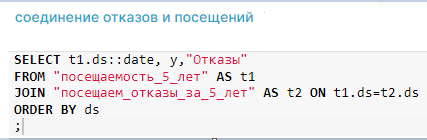 соединение отказов и посещений
SELECT t1.ds::date, y,"Отказы"
FROM "посещаемость_5_лет" AS t1
JOIN "посещаем_отказы_за_5_лет" AS t2 ON t1.ds=t2.ds
ORDER BY ds
;